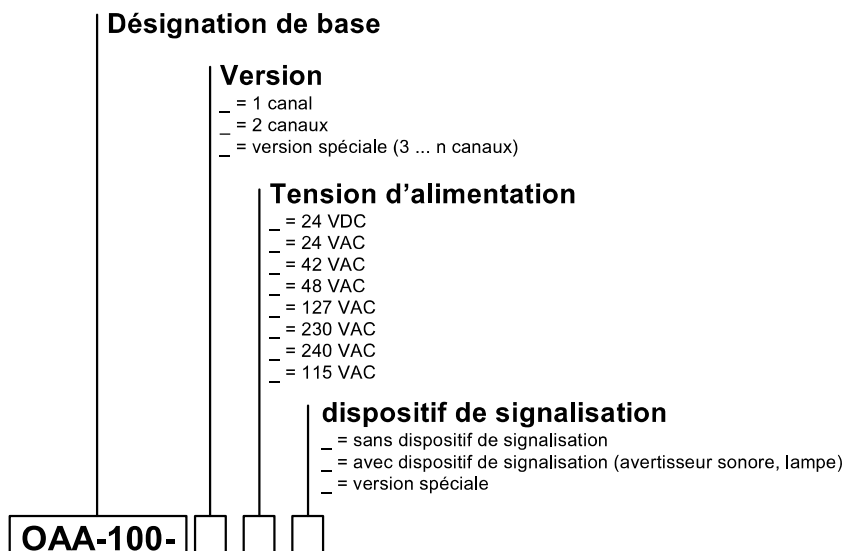 Désignation de base
Version
_ = 1 canal
_ = 2 canaux
_ = version spéciale (3 ... n canaux)
Tension d'alimentation
_ = 24 VDC
_ = 24 VAC
_ = 42 VAC
_ = 48 VAC
_ = 127 VAC
_ = 230 VAC
_ = 240 VAC
_ = 115 VAC
dispositif de signalisation
_ = sans dispositif de signalisation
_ = avec dispositif de signalisation (avertisseur sonore, lampe)
_ = version spéciale
OAA-100-